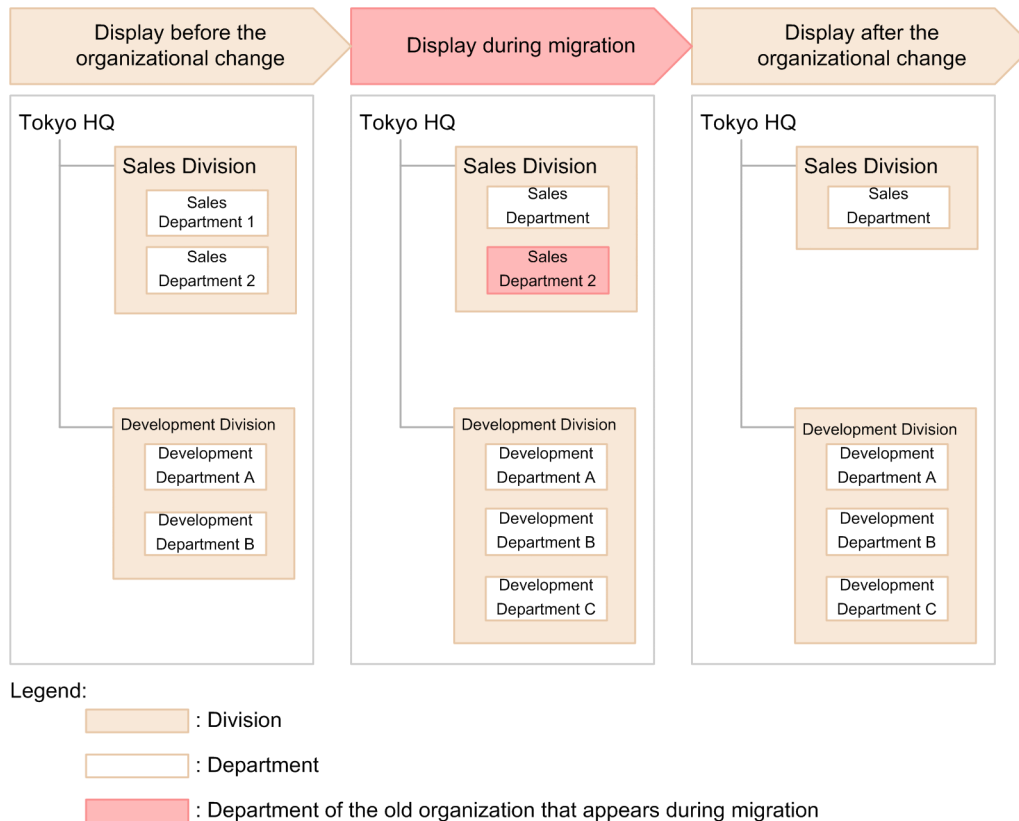 Display before the
organizational change
Display during migration
Display after the
organizational change
Tokyo HQ
Sales Division
Sales
Department 1
Sales
Department 2
Development Division
Development
Department A
Development
Department B
Tokyo HQ
Sales Division
Sales
Department
Sales
Department 2
Development Division
Development
Department A
Development
Department B
Development
Department C
Tokyo HQ
Sales Division
Sales
Department
Development Division
Development
Department A
Development
Department B
Development
Department C
Legend:
: Division
: Department
: Department of the old organization that appears during migration